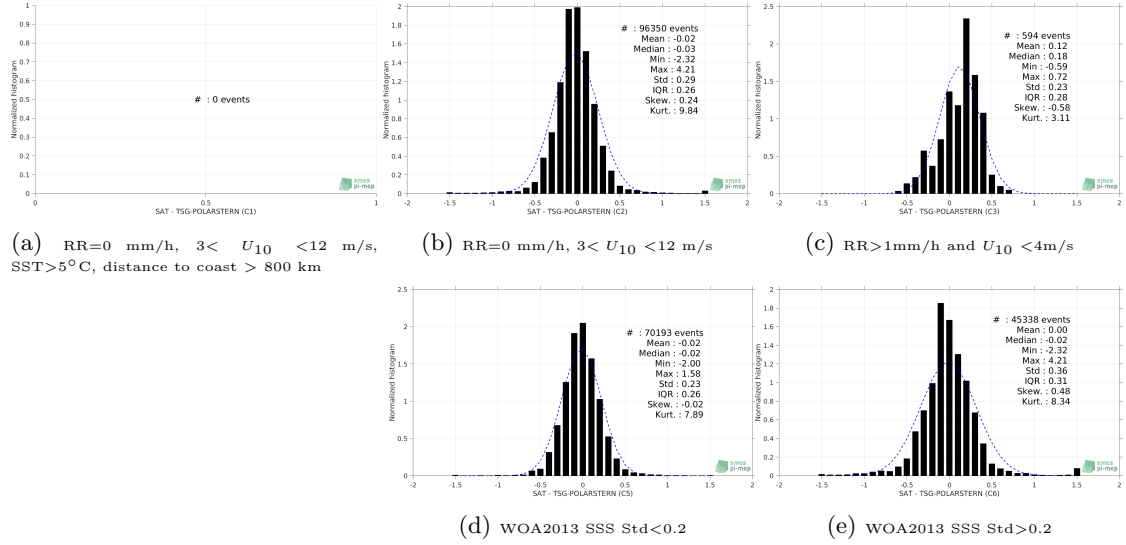 1
0.9
0.8
0.7
0.6
0.5
0.4
0.3
0.2
0.1
0
Normalized histogram
# : 0 events
smos
pi-mep
0 0.5 1
SAT - TSG-POLARSTERN (C1)
(a) RR=0 mm/h, 3< U10 <12 m/s,
SST>5°C, distance to coast > 800 km
2
1.8
1.6
1.4
1.2
1
0.8
0.6
0.4
0.2
0
Normalized histogram
# : 96350 events
Mean : -0.02
Median : -0.03
Min : -2.32
Max : 4.21
Std : 0.29
IQR : 0.26
Skew. : 0.24
Kurt. : 9.84
smos
pi-mep
-2 -1.5 -1 -0.5 0 0.5 1 1.5 2
SAT - TSG-POLARSTERN (C2)
(b) RR=0 mm/h, 3< U10 <12 m/s
2.5
2
1.5
1
0.5
0
Normalized histogram
# : 594 events
Mean : 0.12
Median : 0.18
Min : -0.59
Max : 0.72
Std : 0.23
IQR : 0.28
Skew. : -0.58
Kurt. : 3.11
smos
pi-mep
-2 -1.5 -1 -0.5 0 0.5 1 1.5 2
SAT - TSG-POLARSTERN (C3)
(c) RR>1mm/h and U10 <4m/s
2.5
2
1.5
1
0.5
0
Normalized histogram
# : 70193 events
Mean : -0.02
Median : -0.02
Min : -2.00
Max : 1.58
Std : 0.23
IQR : 0.26
Skew. : -0.02
Kurt. : 7.89
smos
pi-mep
-2 -1.5 -1 -0.5 0 0.5 1 1.5 2
SAT - TSG-POLARSTERN (C5)
(d) WOA2013 SSS Std<0.2
2
1.8
1.6
1.4
1.2
1
0.8
0.6
0.4
0.2
0
Normalized histogram
# : 45338 events
Mean : 0.00
Median : -0.02
Min : -2.32
Max : 4.21
Std : 0.36
IQR : 0.31
Skew. : 0.48
Kurt. : 8.34
smos
pi-mep
-2 -1.5 -1 -0.5 0 0.5 1 1.5 2
SAT - TSG-POLARSTERN (C6)
(e) WOA2013 SSS Std>0.2